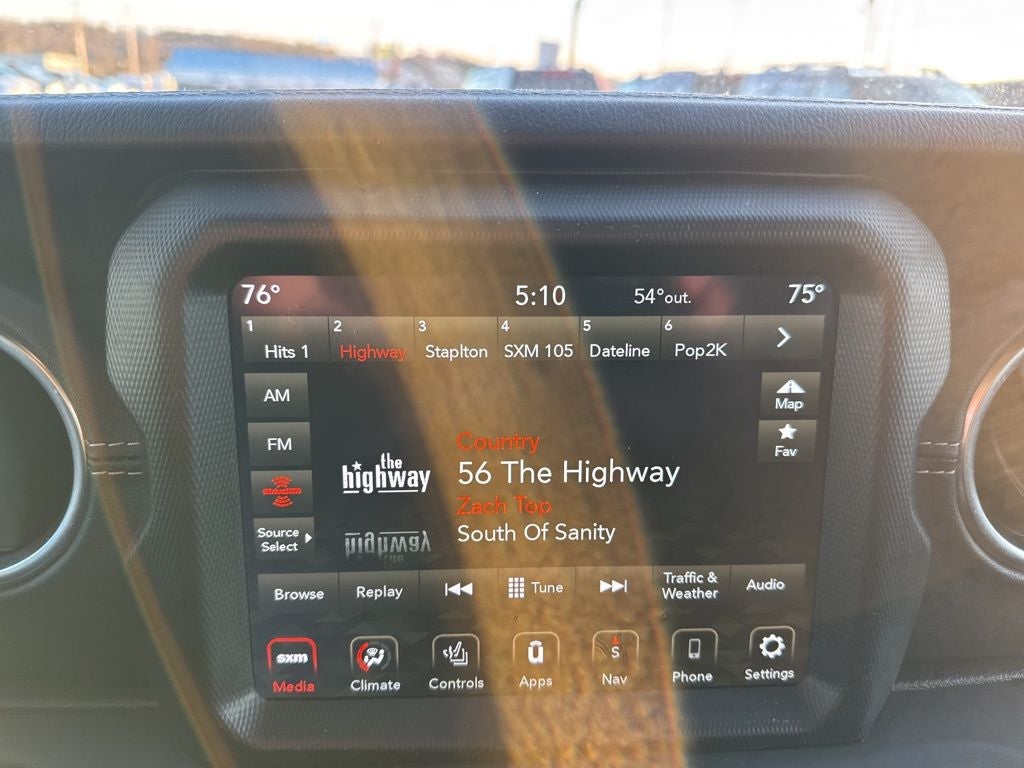 76°
5:10
54°out.
75°
1 Hits 1
2 Highway
3 Staplton
4 SXM 105
5 Dateline
6 Pop2K
AM
Map
FM
Fav
Source
Select
the
highway
Country
56 The Highway
Zach Top
South Of Sanity
Browse
Replay
Tune
Traffic &
Weather
Audio
sxm
Media
Climate
Controls
Apps
S
Nav
Phone
Settings